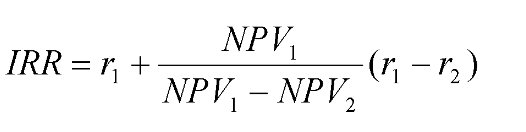 IRR = r₁ + NPV₁ / (NPV₁ − NPV₂) (r₁ − r₂)